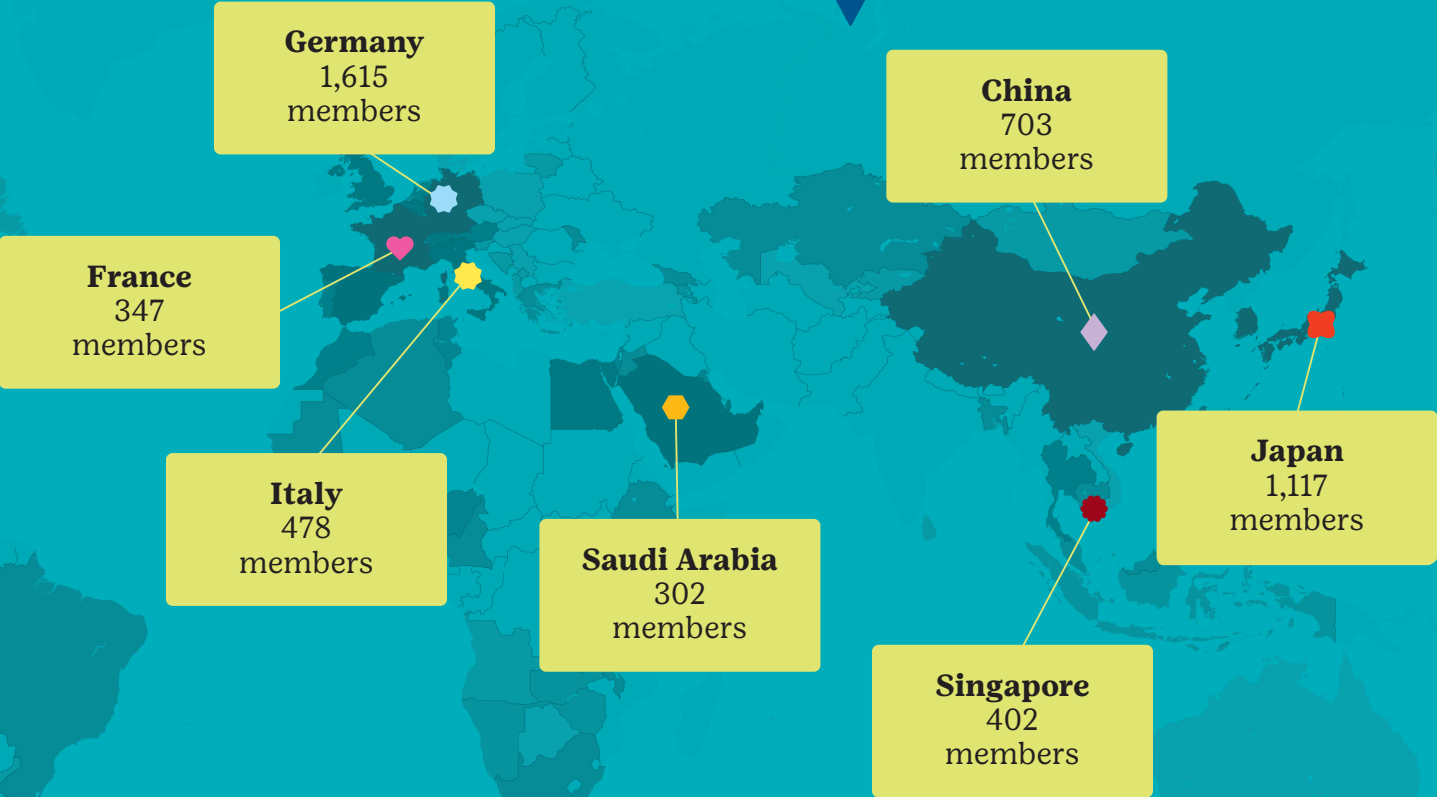 Germany
1,615
members
China
703
members
France
347
members
Italy
478
members
Saudi Arabia
302
members
Japan
1,117
members
Singapore
402
members